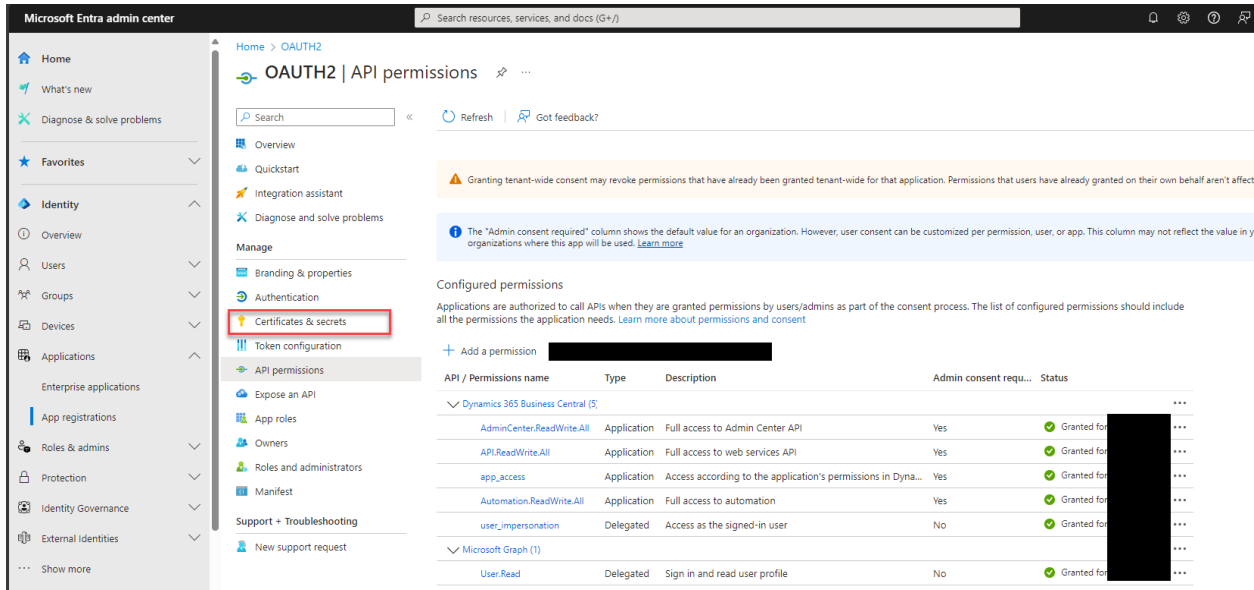 Microsoft Entra admin center
Search resources, services, and docs (G+/)
Home
What's new
Diagnose & solve problems
Favorites
Identity
Overview
Users
Groups
Devices
Applications
Enterprise applications
App registrations
Roles & admins
Protection
Identity Governance
External Identities
Show more
Home > OAUTH2
OAUTH2 | API permissions
Search
Overview
Quickstart
Integration assistant
Diagnose and solve problems
Manage
Branding & properties
Authentication
Certificates & secrets
Token configuration
API permissions
Expose an API
App roles
Owners
Roles and administrators
Manifest
Support + Troubleshooting
New support request
Refresh
Got feedback?
Granting tenant-wide consent may revoke permissions that have already been granted tenant-wide for that application. Permissions that users have already granted on their own behalf aren't affect
The "Admin consent required" column shows the default value for an organization. However, user consent can be customized per permission, user, or app. This column may not reflect the value in y
organizations where this app will be used. Learn more
Configured permissions
Applications are authorized to call APIs when they are granted permissions by users/admins as part of the consent process. The list of configured permissions should include
all the permissions the application needs. Learn more about permissions and consent
Add a permission
API / Permissions name Type Description Admin consent requ... Status
Dynamics 365 Business Central (5)
AdminCenter.ReadWrite.All Application Full access to Admin Center API Yes Granted for
API.ReadWrite.All Application Full access to web services API Yes Granted for
app_access Application Access according to the application's permissions in Dyna... Yes Granted for
Automation.ReadWrite.All Application Full access to automation Yes Granted for
user_impersonation Delegated Access as the signed-in user No Granted for
Microsoft Graph (1)
User.Read Delegated Sign in and read user profile No Granted for